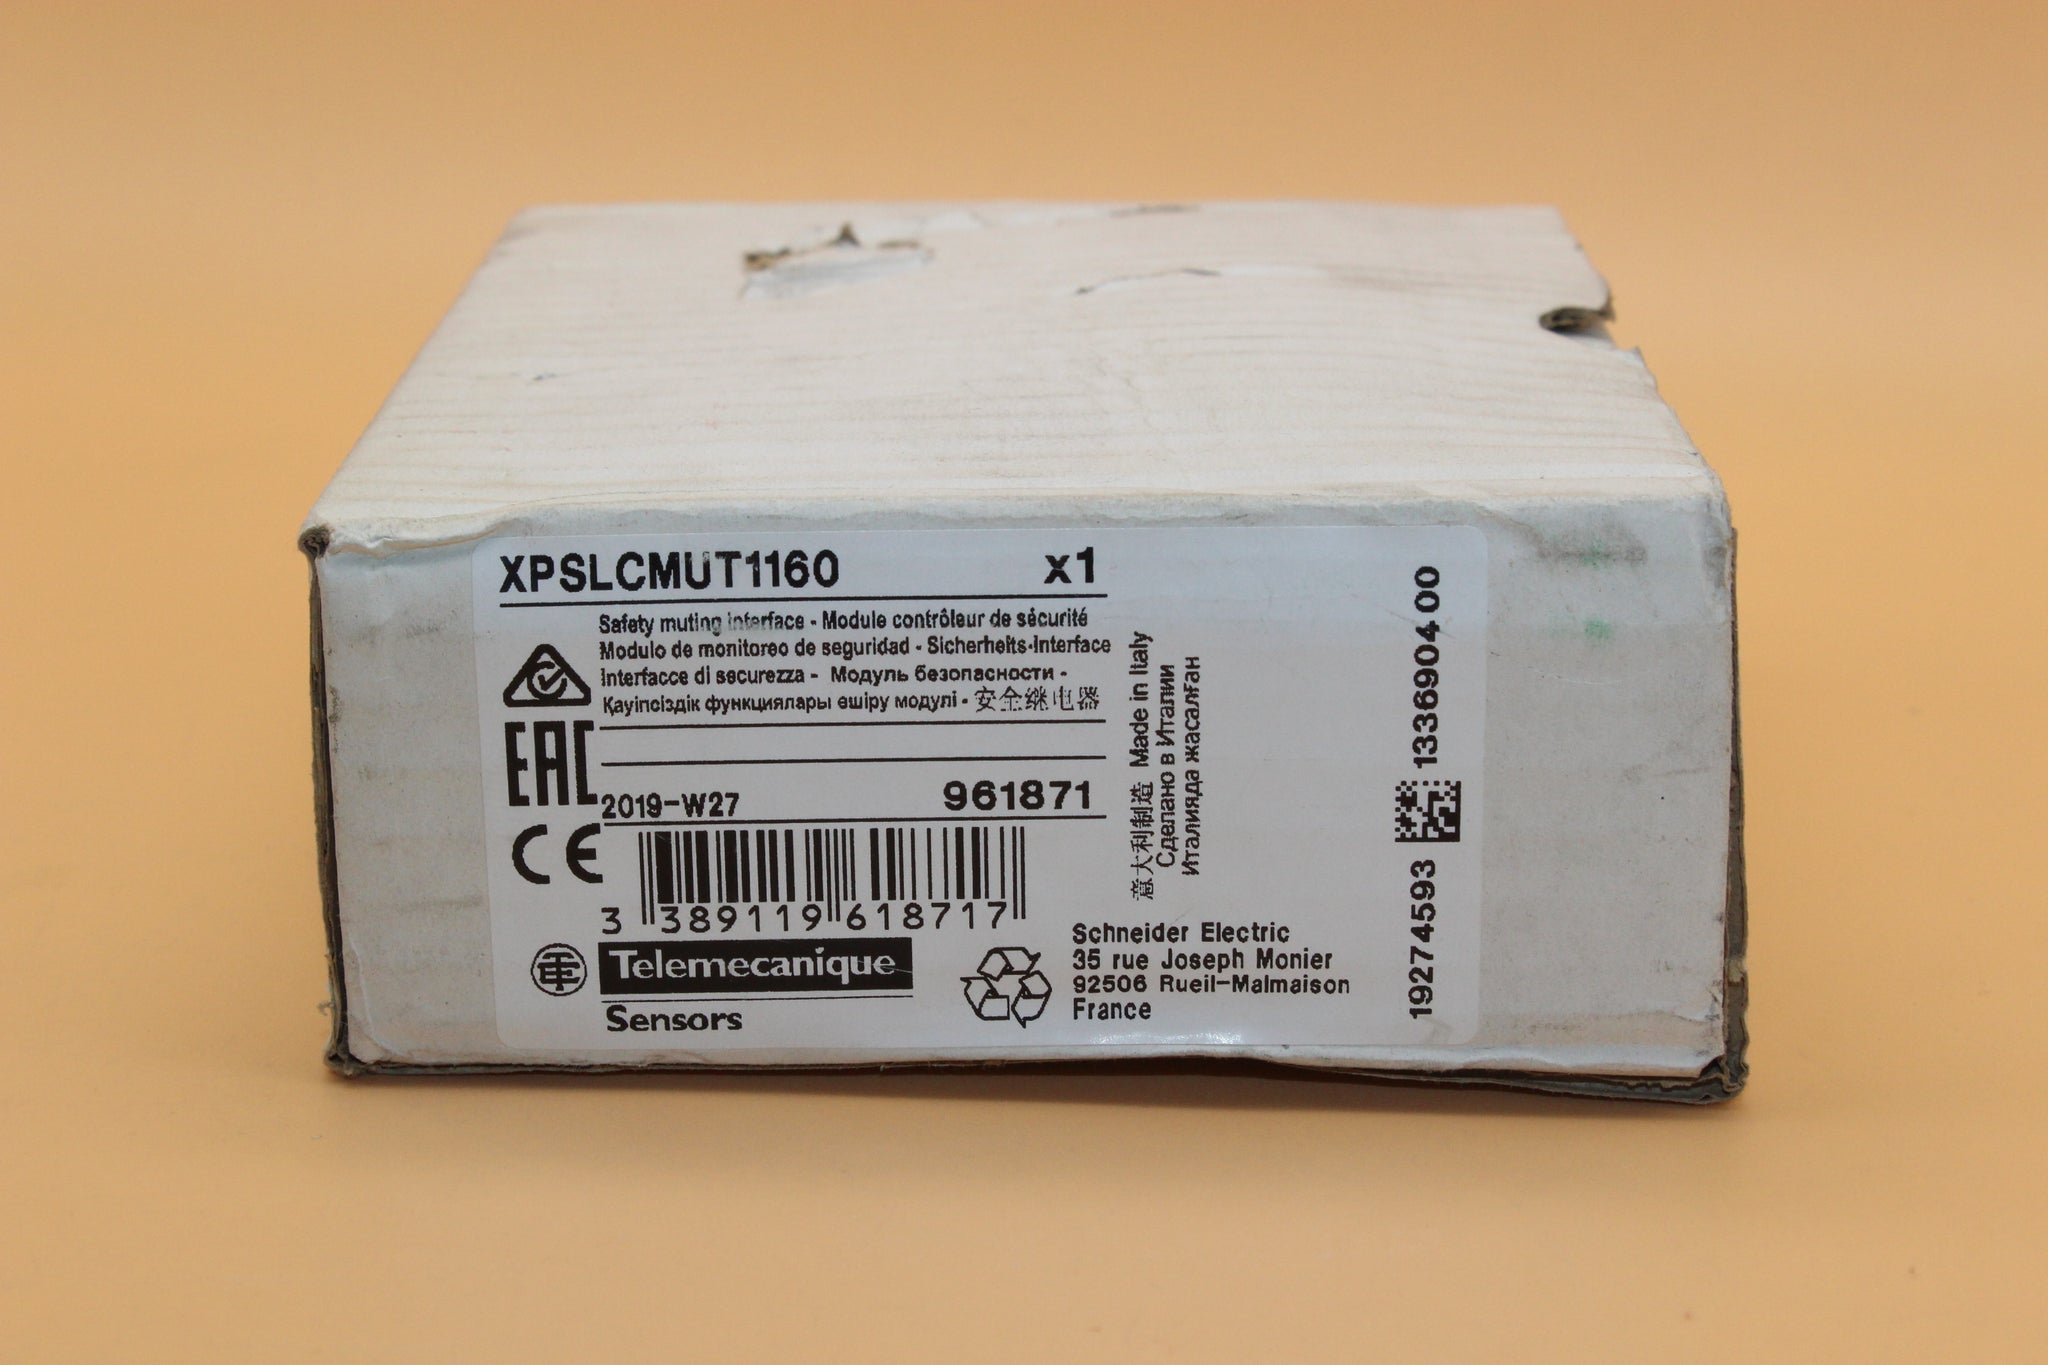 XPSLCMUT1160 x1
Safety muting interface - Module contrôleur de sécurité
Modulo de monitoreo de seguridad - Sicherheits-Interface
Interfacce di securezza - Модуль безопасности -
Қауіпсіздік функциялары өшіру модулі - 安全继电器
EAC
2019-W27 961871
CE
3 389119 618717
Telemecanique
Sensors
Schneider Electric
35 rue Joseph Monier
92506 Rueil-Malmaison
France
意大利制造 Made in Italy
Сделано в Италии
Италияда жасалған
19274593 1336904 00